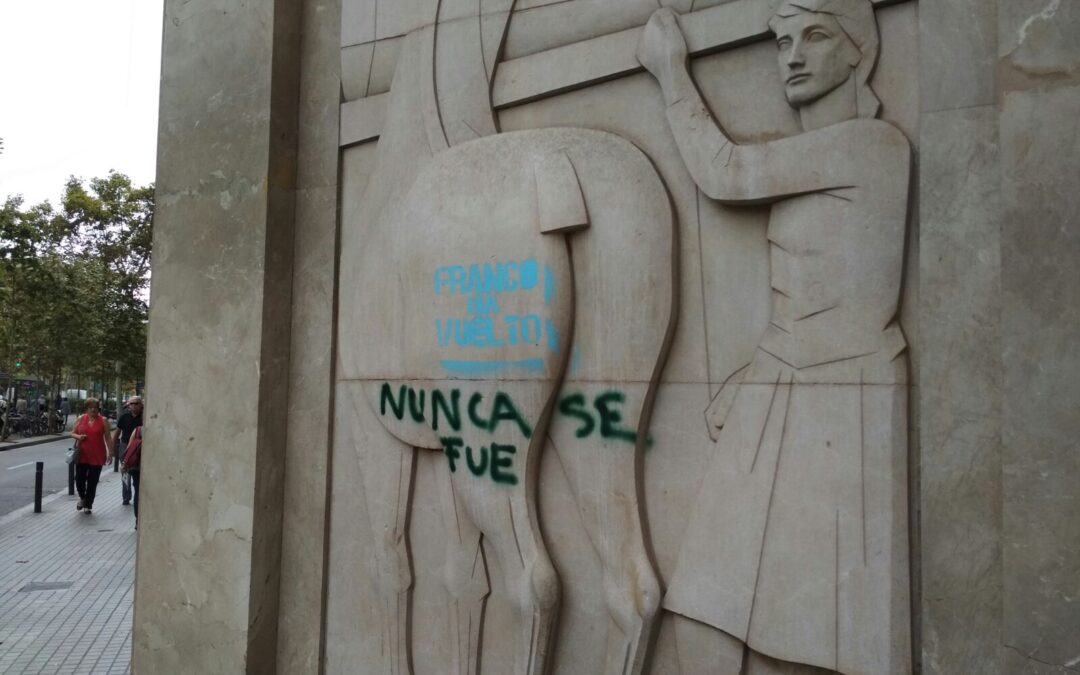 FRANCO
HA
VUELTO
NUNCA SE
FUE